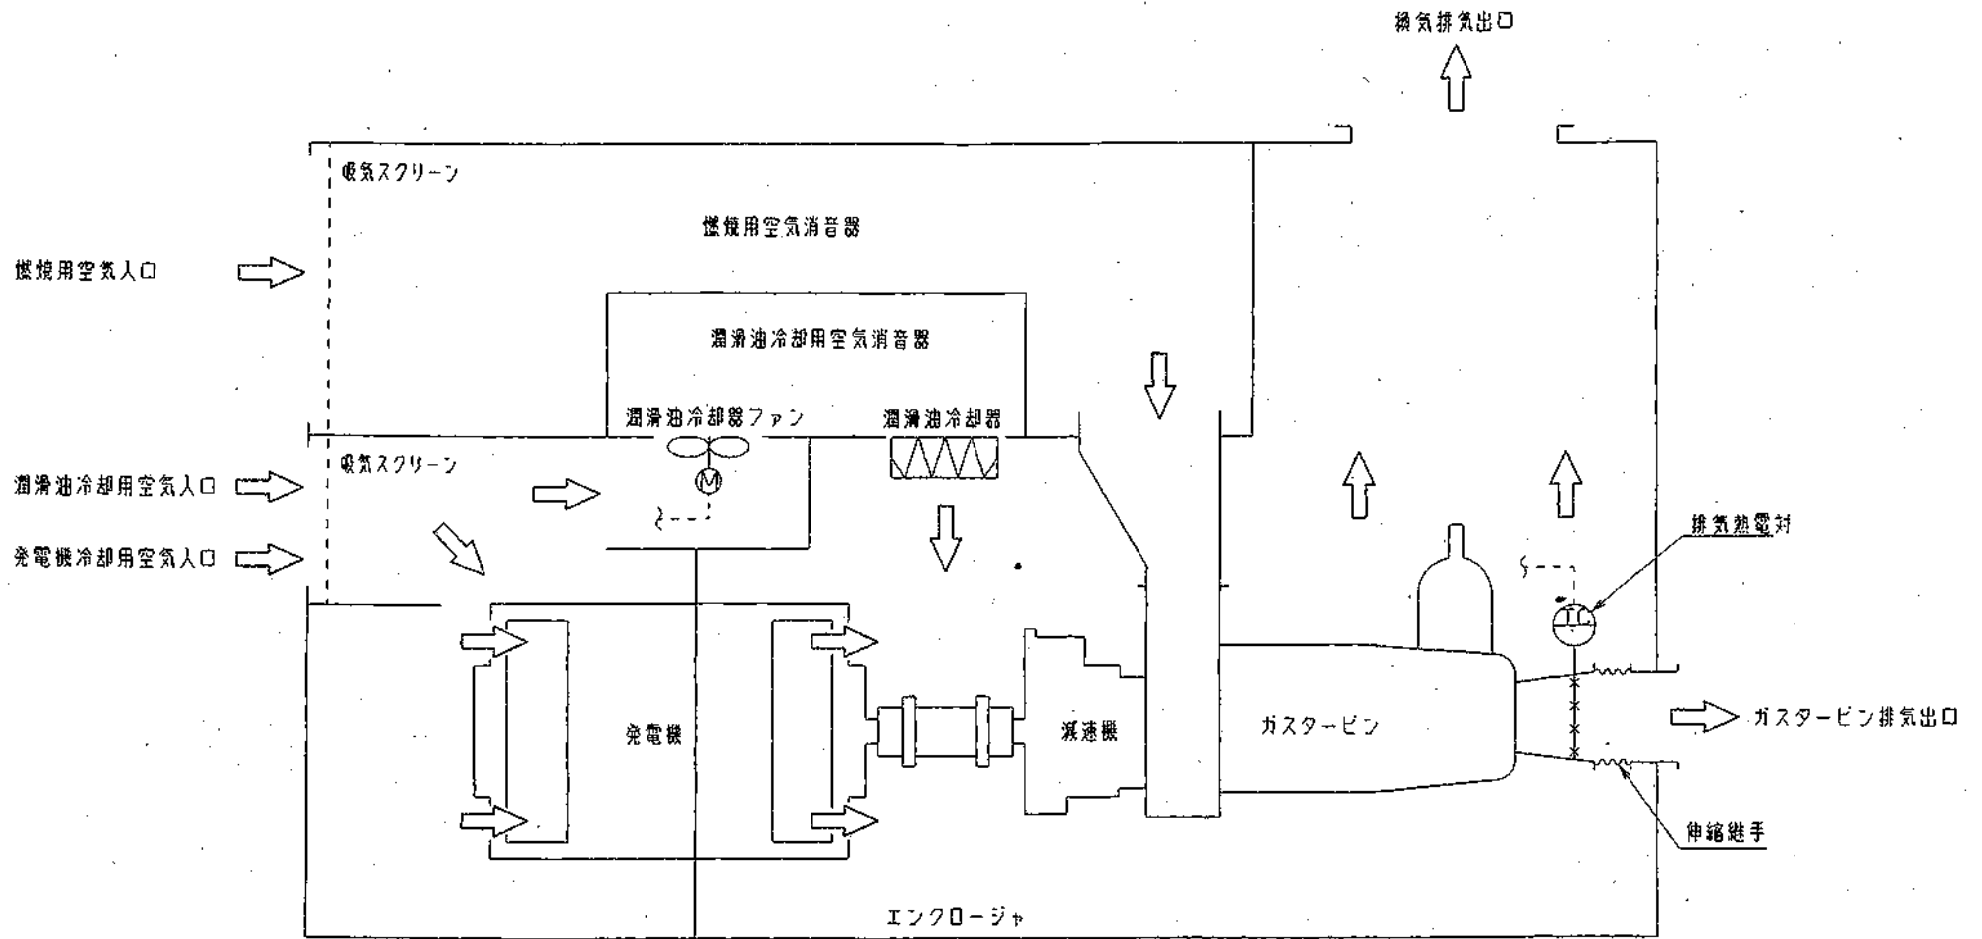 換気排気出口
吸気スクリーン
燃焼用空気消音器
燃焼用空気入口
潤滑油冷却用空気消音器
潤滑油冷却器ファン
潤滑油冷却器
吸気スクリーン
潤滑油冷却用空気入口
M
排気熱電対
発電機冷却用空気入口
TC
発電機
減速機
ガスタービン
ガスタービン排気出口
伸縮継手
エンクロージャ